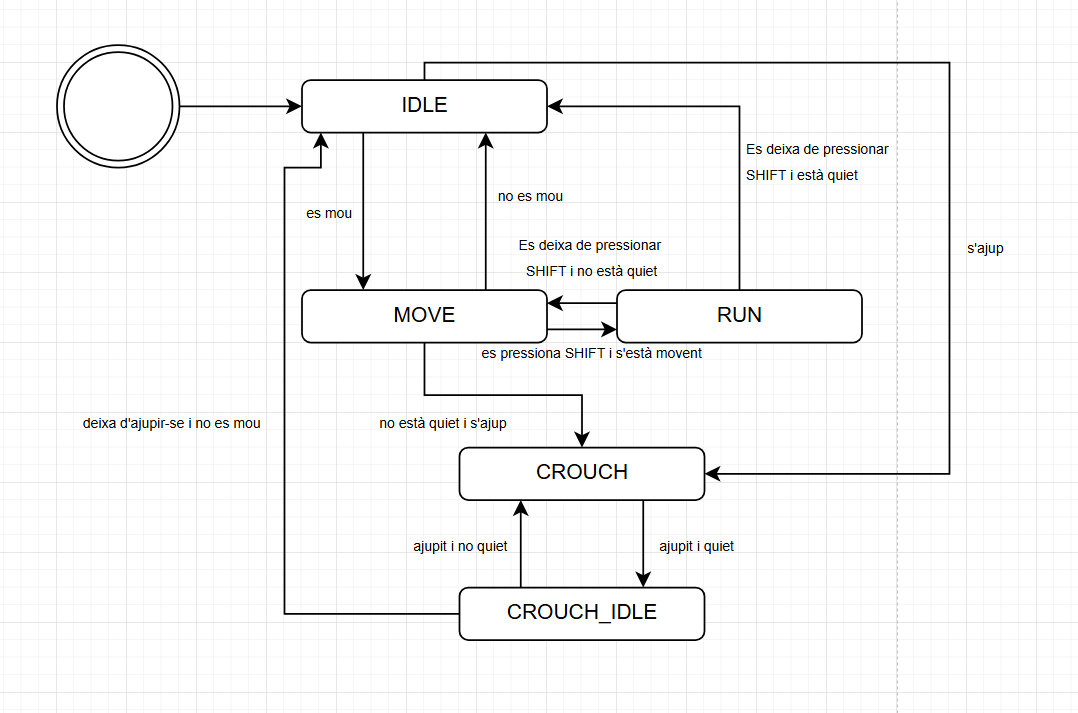 IDLE
Es deixa de pressionar
SHIFT i està quiet
no es mou
es mou
Es deixa de pressionar
SHIFT i no està quiet
s'ajup
MOVE
RUN
es pressiona SHIFT i s'està movent
deixa d'ajupir-se i no es mou
no està quiet i s'ajup
CROUCH
ajupit i no quiet
ajupit i quiet
CROUCH_IDLE